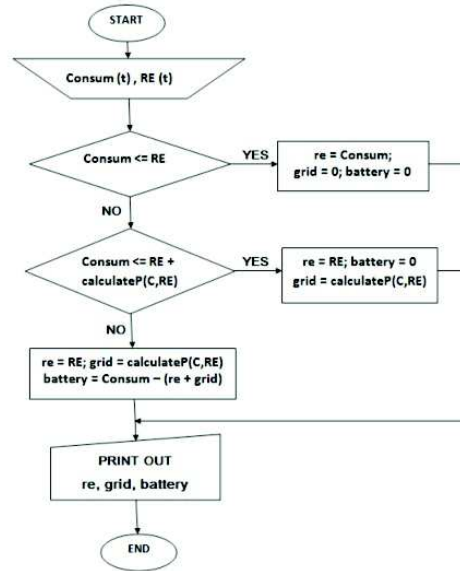 START
Consum (t) , RE (t)
Consum <= RE
YES
re = Consum;
grid = 0; battery = 0
NO
Consum <= RE +
calculateP(C,RE)
YES
re = RE; battery = 0
grid = calculateP(C,RE)
NO
re = RE; grid = calculateP(C,RE)
battery = Consum – (re + grid)
PRINT OUT
re, grid, battery
END